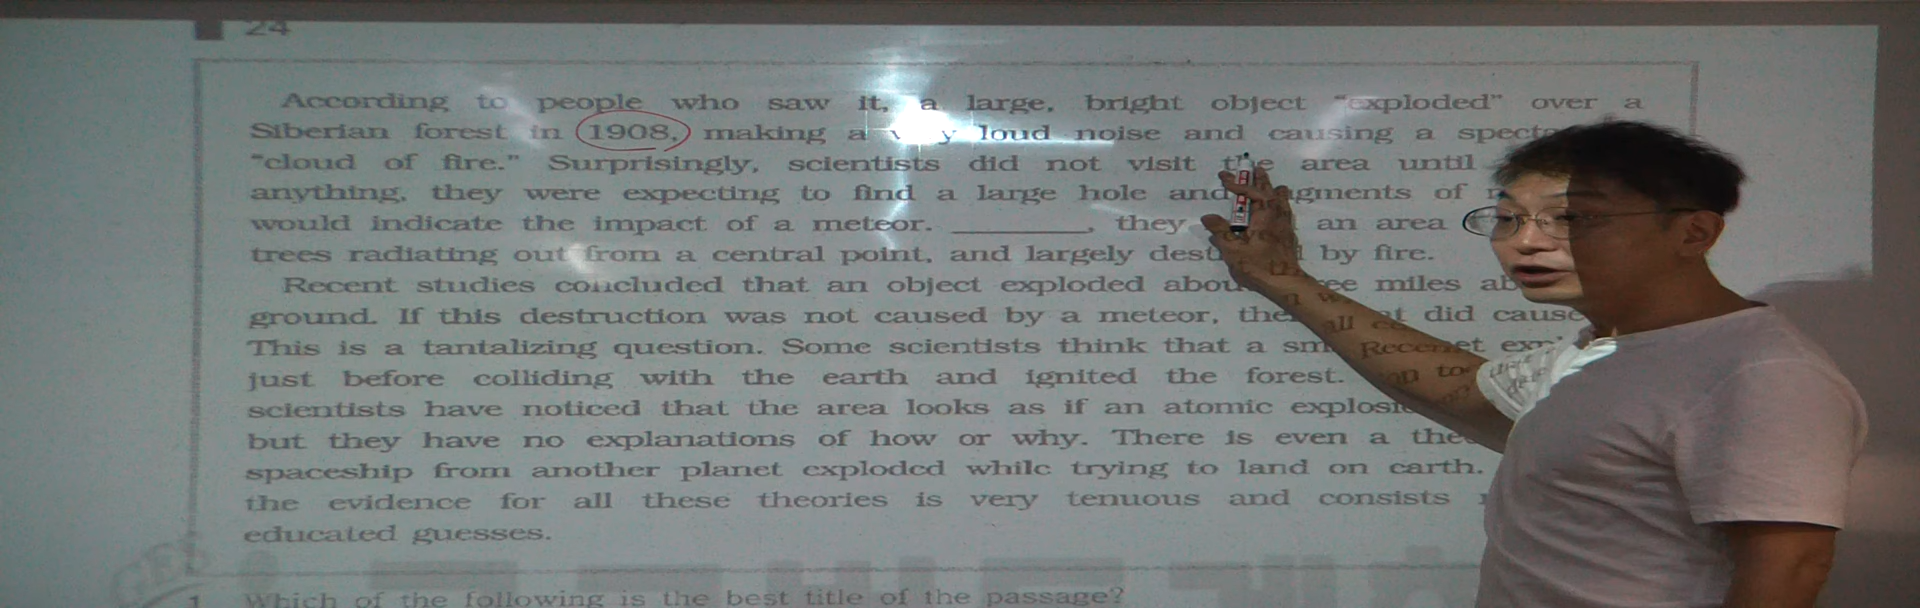 24
According to people who saw it, a large, bright object "exploded" over a
Siberian forest in 1908, making a loud noise and causing a
"cloud of fire." Surprisingly, scientists did not visit the area until
anything, they were expecting to find a large hole and of
would indicate the impact of a meteor. ________, they an area
trees radiating out from a central point, and largely by fire.
Recent studies concluded that an object exploded miles
ground. If this destruction was not caused by a meteor, did
This is a tantalizing question. Some scientists think that a
just before colliding with the earth and ignited the forest.
scientists have noticed that the area looks as if an atomic
but they have no explanations of how or why. There is even a
spaceship from another planet exploded while trying to land on earth.
the evidence for all these theories is very tenuous and consists
educated guesses.
1 Which of the following is the best title of the passage?